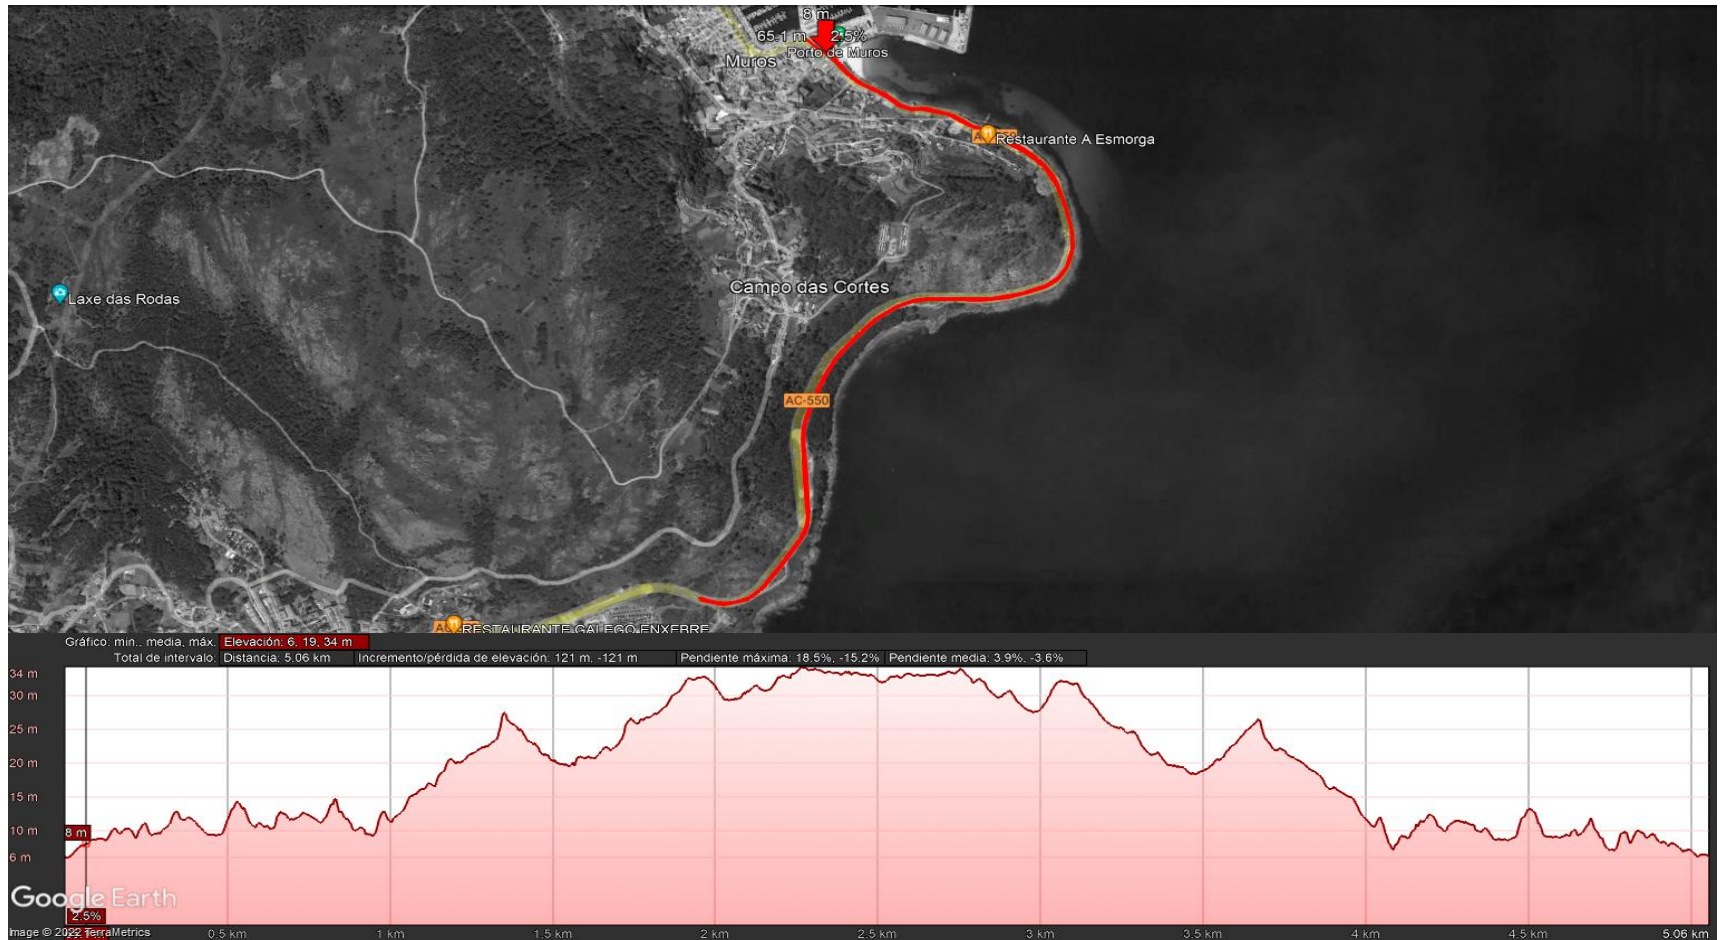 8 m
65.1 m 2.5%
Porto de Muros
Muros
Restaurante A Esmorga
Campo das Cortes
Laxe das Rodas
AC-550
RESTAURANTE GALEGO ENXEBRE
Gráfico: min., media, máx. Elevación: 6, 19, 34 m
Total de intervalo: Distancia: 5.06 km Incremento/pérdida de elevación: 121 m, -121 m Pendiente máxima: 18.5%, -15.2% Pendiente media: 3.9%, -3.6%
34 m
30 m
25 m
20 m
15 m
10 m
8 m
6 m
Google Earth
2.5%
Image © 2022 TerraMetrics
0.5 km 1 km 1.5 km 2 km 2.5 km 3 km 3.5 km 4 km 4.5 km 5.06 km